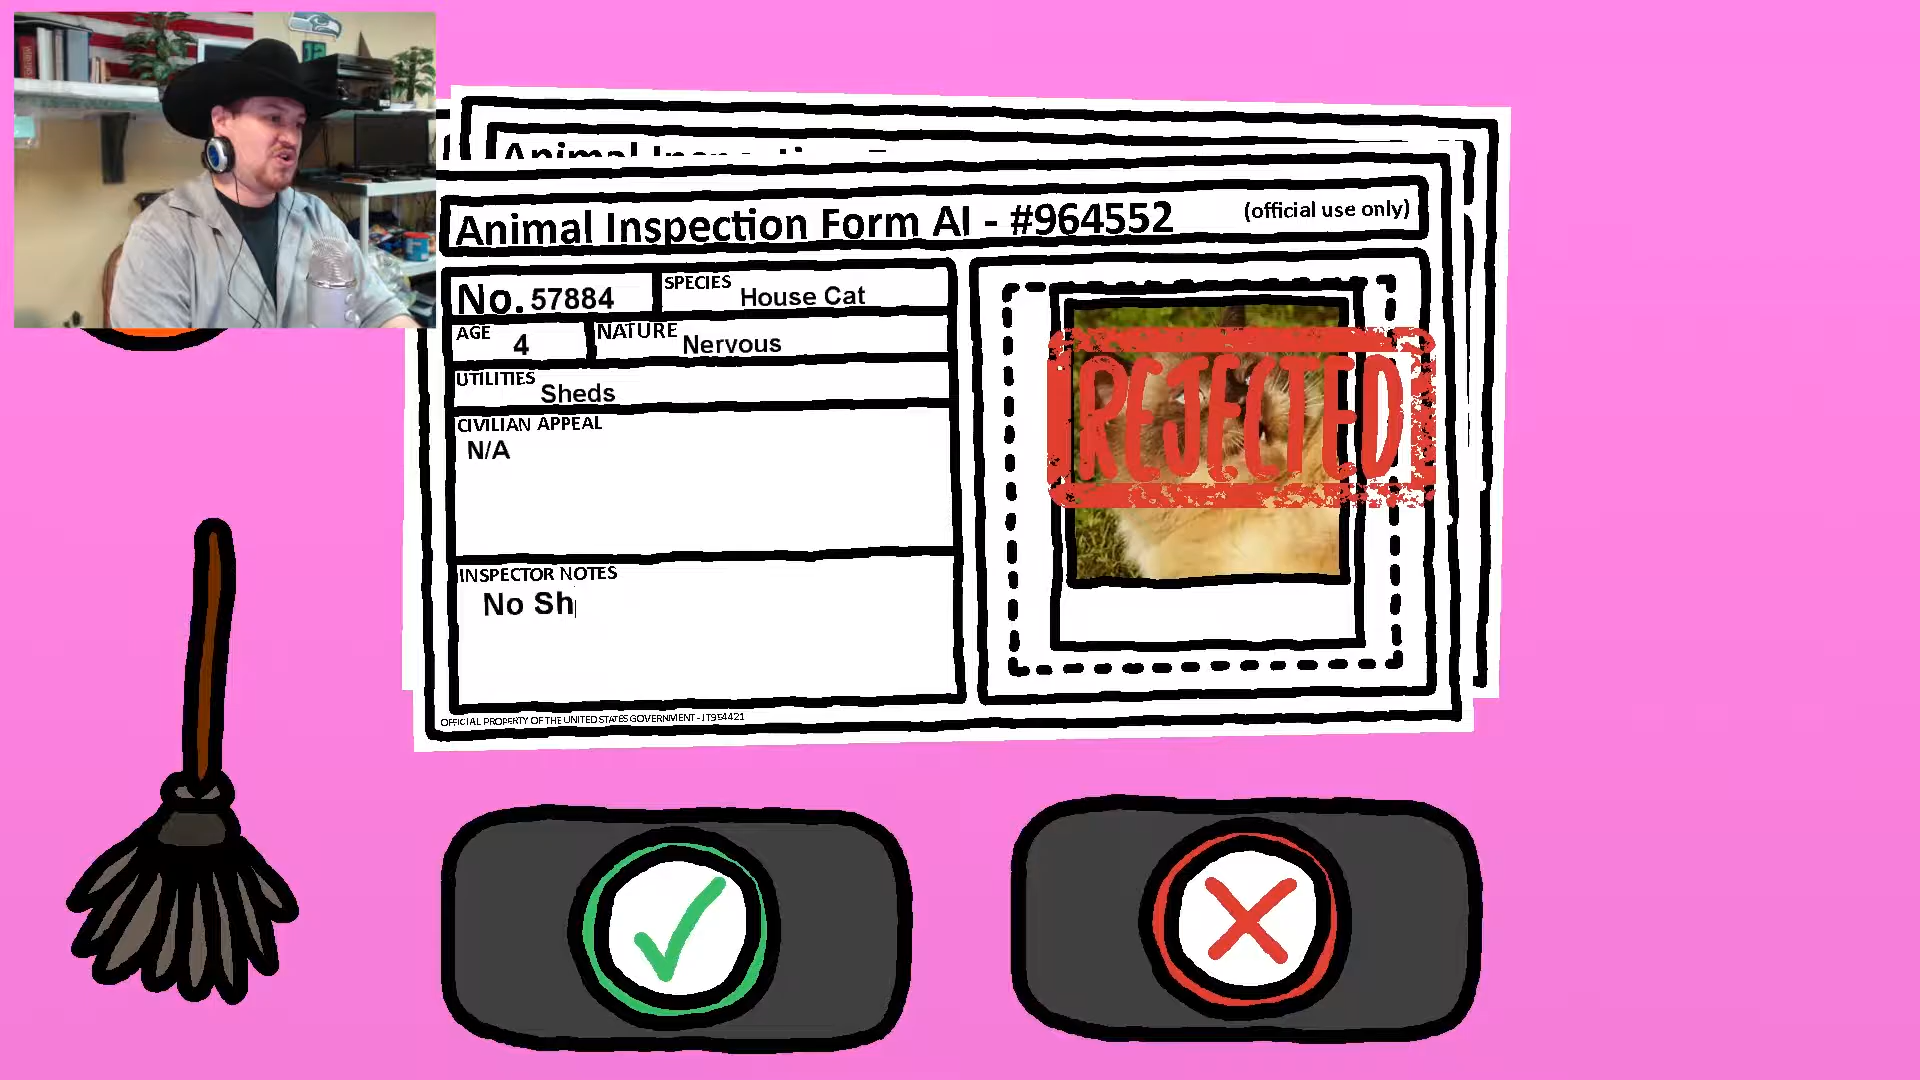 Animal Inspection Form AI - #964552
(official use only)
No. 57884
SPECIES House Cat
AGE 4
NATURE Nervous
UTILITIES Sheds
CIVILIAN APPEAL
N/A
INSPECTOR NOTES
No Sh
REJECTED
OFFICIAL PROPERTY OF THE UNITED STATES GOVERNMENT - JT954421